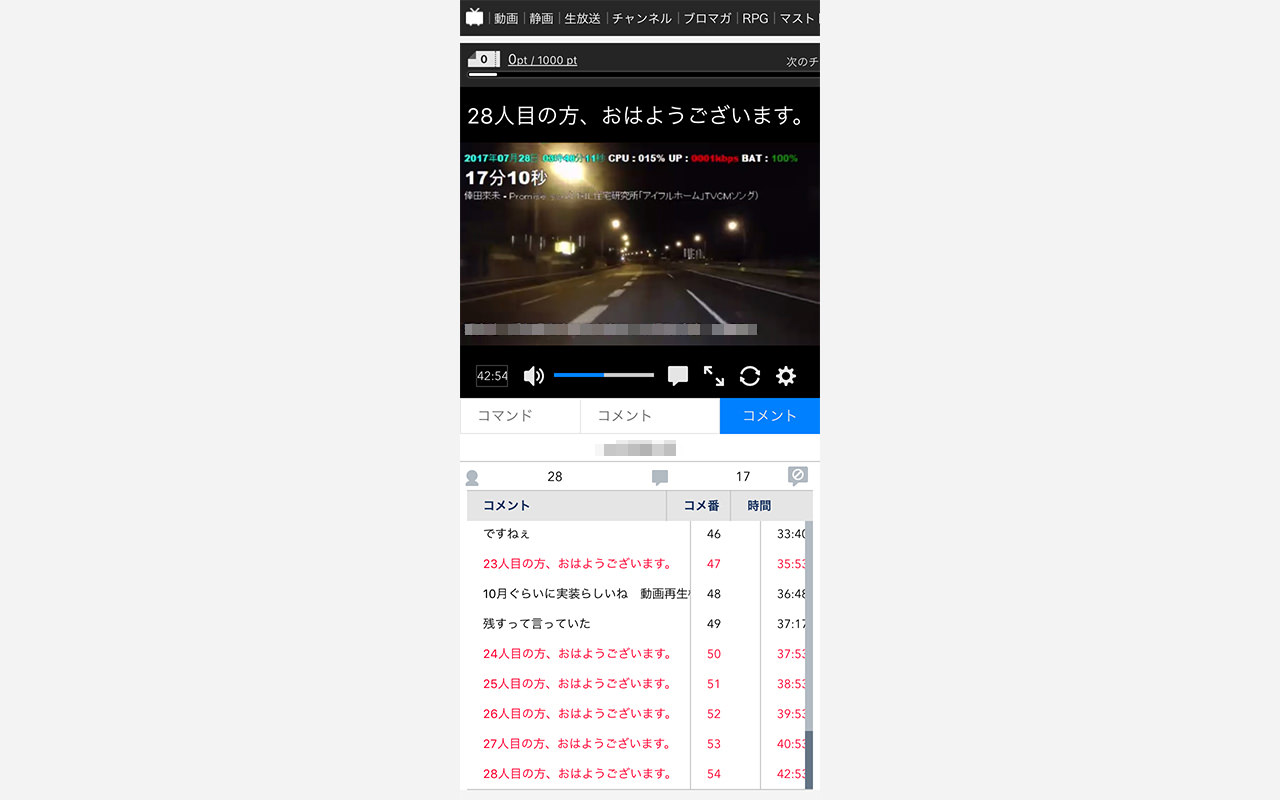 動画 静画 生放送 チャンネル ブロマガ RPG マスト
0 0pt / 1000 pt 次のチ
28人目の方、おはようございます。
2017年07月28日 CPU : 015% UP : 0001kbps BAT : 100%
17分10秒
倖田來未 - Promise 住宅研究所「アイフルホーム」TVCMソング)
42:54
コマンド コメント コメント
28 17
コメント コメ番 時間
ですねぇ 46 33:40
23人目の方、おはようございます。 47 35:53
10月ぐらいに実装らしいね 動画再生 48 36:48
残すって言っていた 49 37:17
24人目の方、おはようございます。 50 37:53
25人目の方、おはようございます。 51 38:53
26人目の方、おはようございます。 52 39:53
27人目の方、おはようございます。 53 40:53
28人目の方、おはようございます。 54 42:53